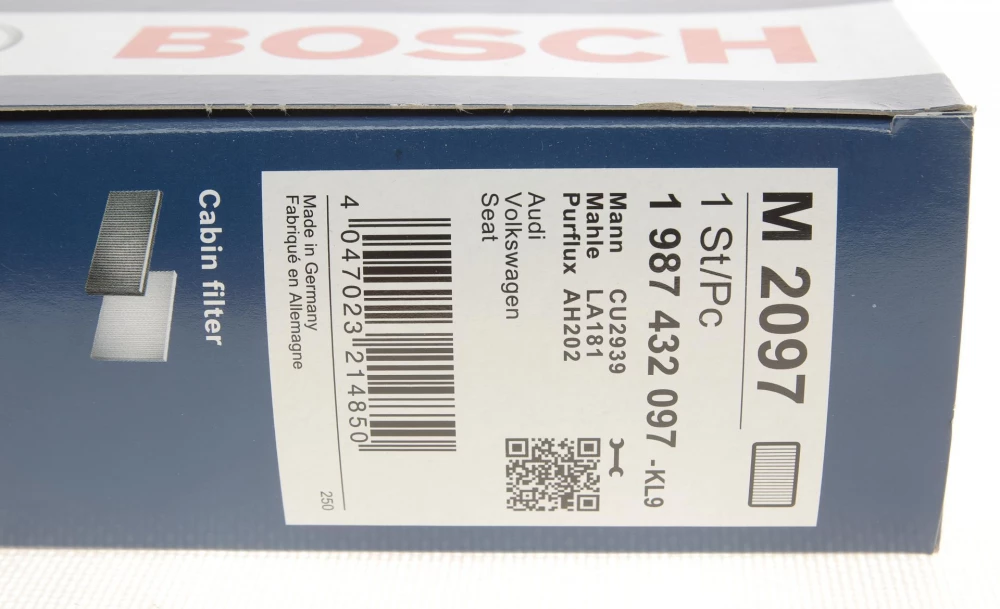 BOSCH
M 2097
1 St/Pc
1 987 432 097 -KL9
Mann CU2939
Mahle LA181
Purflux AH202
Audi
Volkswagen
Seat
4 047023 214850
Made in Germany
Fabriqué en Allemagne
250
Cabin filter